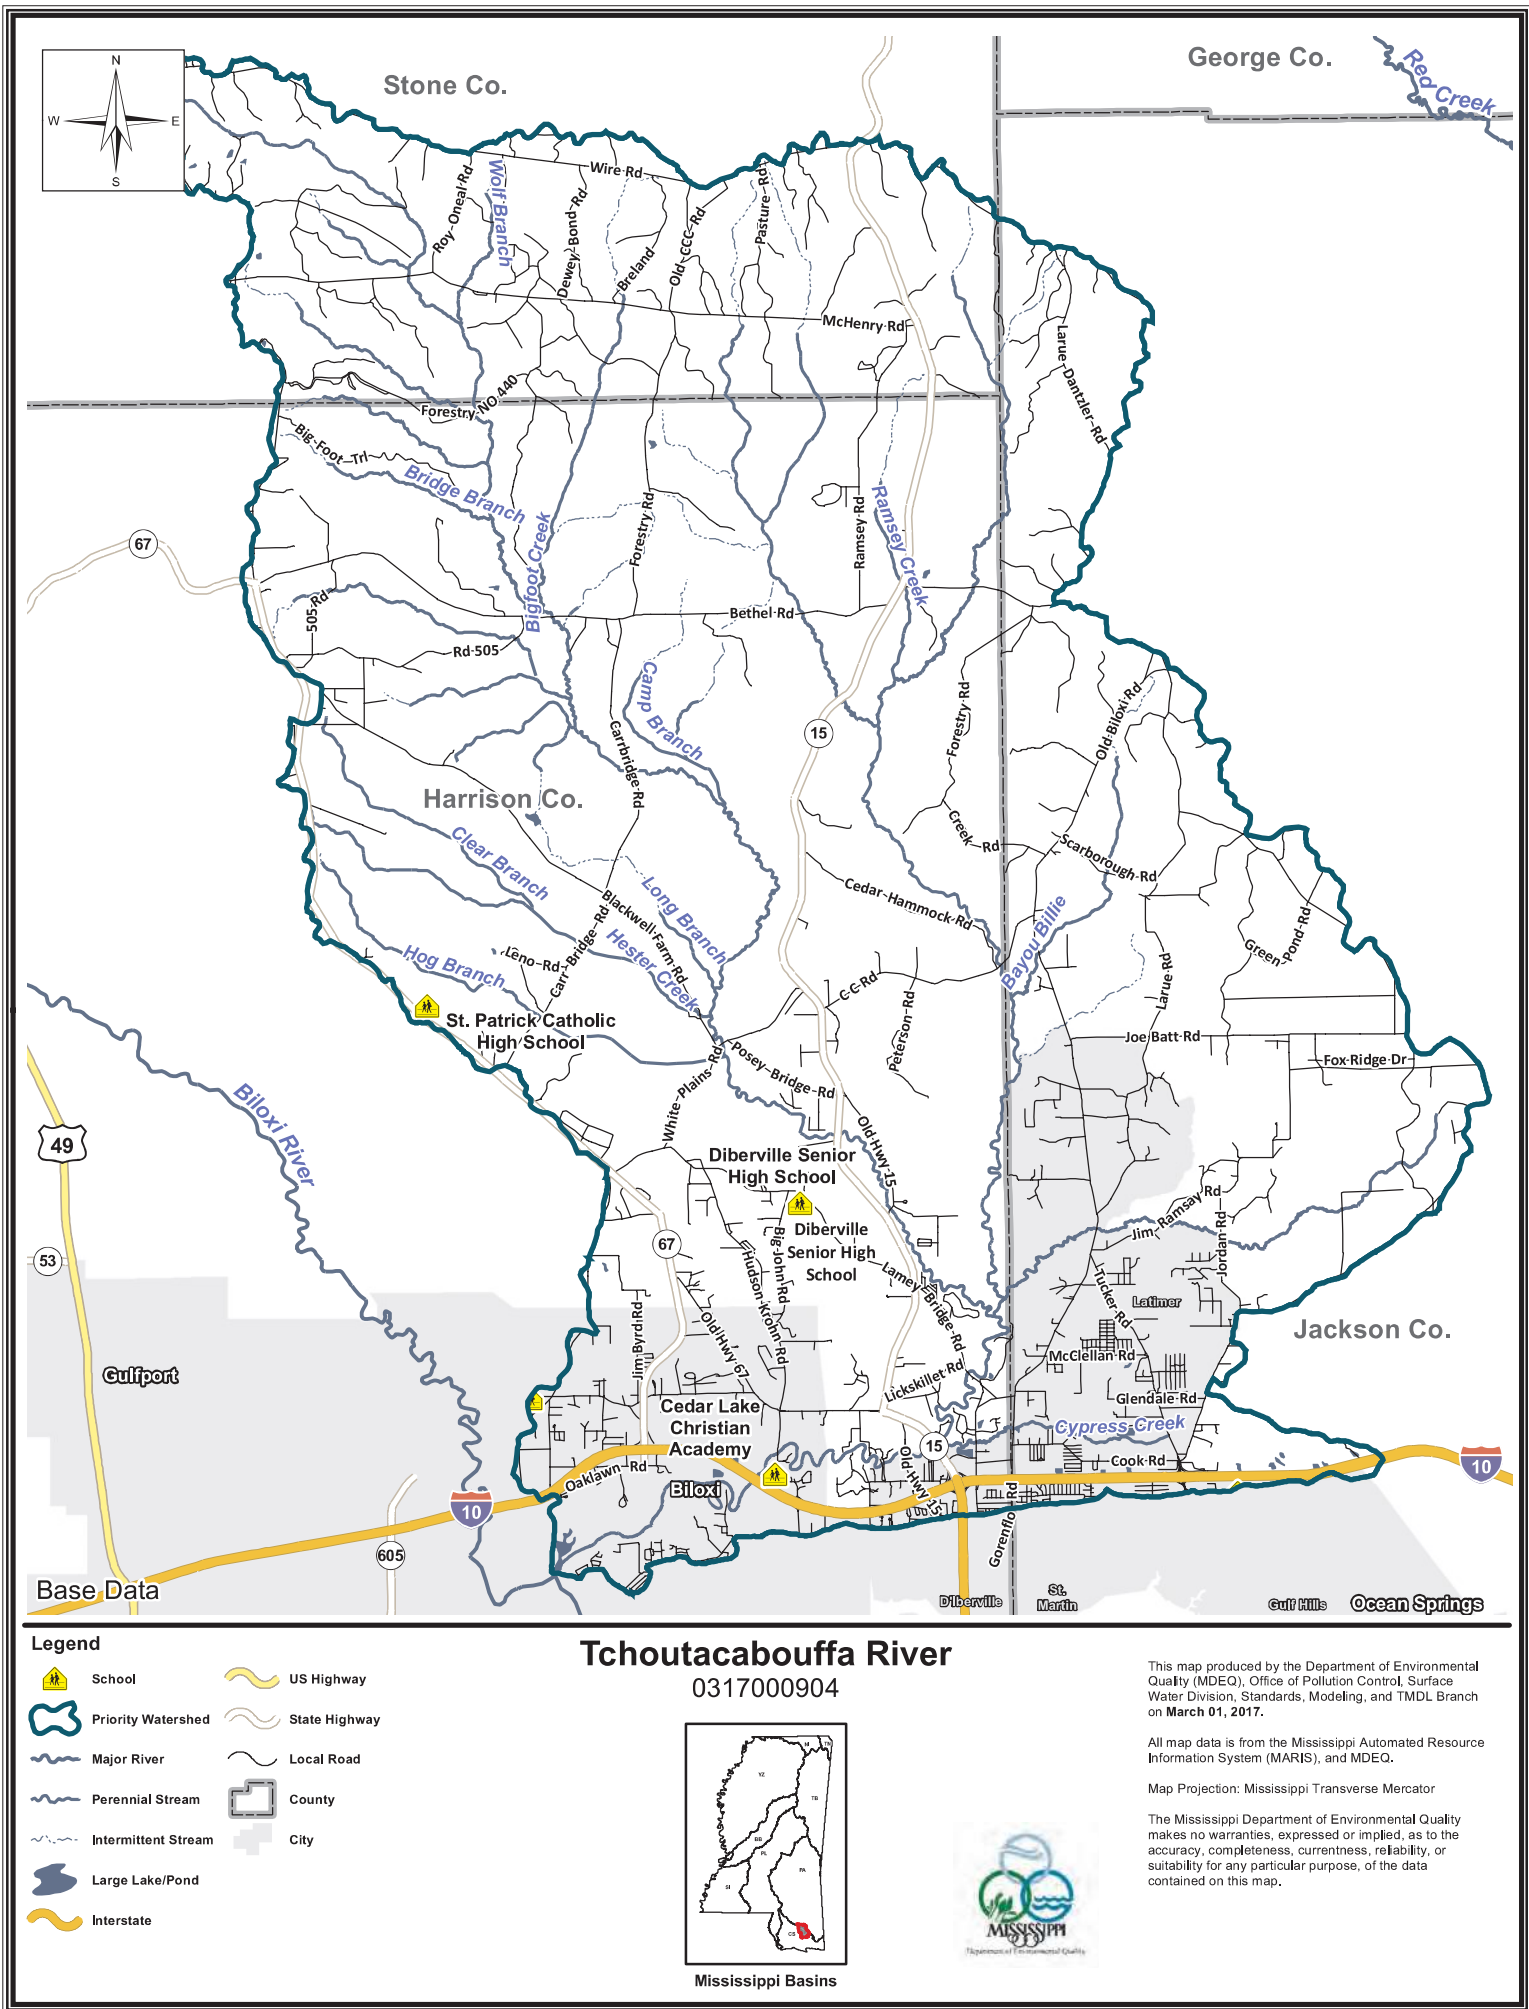 N
W
E
S
Stone Co.
George Co.
Red Creek
Wire Rd
Roy Oneal Rd
Wolf Branch
Dewey Bond Rd
Breland
Old CCC Rd
Pasture Rd
McHenry Rd
Larue Dantzler Rd
Forestry NO 440
Big Foot Trl
Bridge Branch
Bigfoot Creek
Forestry Rd
Ramsey Rd
Ramsey Creek
67
505 Rd
Rd 505
Bethel Rd
Camp Branch
Carrbridge Rd
15
Forestry Rd
Old Biloxi Rd
Harrison Co.
Creek Rd
Scarborough Rd
Clear Branch
Long Branch
Cedar Hammock Rd
Blackwell Farm Rd
Bayou Billie
Green Pond Rd
Hog Branch
Leno Rd
Carr Bridge Rd
Hester Creek
C C Rd
Peterson Rd
Larue Rd
St. Patrick Catholic
High School
Joe Batt Rd
Fox Ridge Dr
White Plains Rd
Posey Bridge Rd
Biloxi River
49
Old Hwy 15
Diberville Senior
High School
Diberville
Senior High
School
Jim Ramsay Rd
Jordan Rd
67
53
Big John Rd
Hudson Krohn Rd
Lamey Bridge Rd
Tucker Rd
Latimer
Jackson Co.
Jim Byrd Rd
Old Hwy 67
McClellan Rd
Gulfport
Lickskillet Rd
Glendale Rd
Cedar Lake
Christian
Academy
Cypress Creek
15
Old Hwy 15
Cook Rd
10
Oaklawn Rd
Biloxi
10
Gorenflo Rd
605
Base Data
D'Iberville
St.
Martin
Gulf Hills
Ocean Springs
Legend
School
Priority Watershed
Major River
Perennial Stream
Intermittent Stream
Large Lake/Pond
Interstate
US Highway
State Highway
Local Road
County
City
Tchoutacabouffa River
0317000904
NI
TN
YZ
TB
BB
PL
PA
SI
CS
Mississippi Basins
MISSISSIPPI
Department of Environmental Quality
This map produced by the Department of Environmental
Quality (MDEQ), Office of Pollution Control, Surface
Water Division, Standards, Modeling, and TMDL Branch
on March 01, 2017.
All map data is from the Mississippi Automated Resource
Information System (MARIS), and MDEQ.
Map Projection: Mississippi Transverse Mercator
The Mississippi Department of Environmental Quality
makes no warranties, expressed or implied, as to the
accuracy, completeness, currentness, reliability, or
suitability for any particular purpose, of the data
contained on this map.